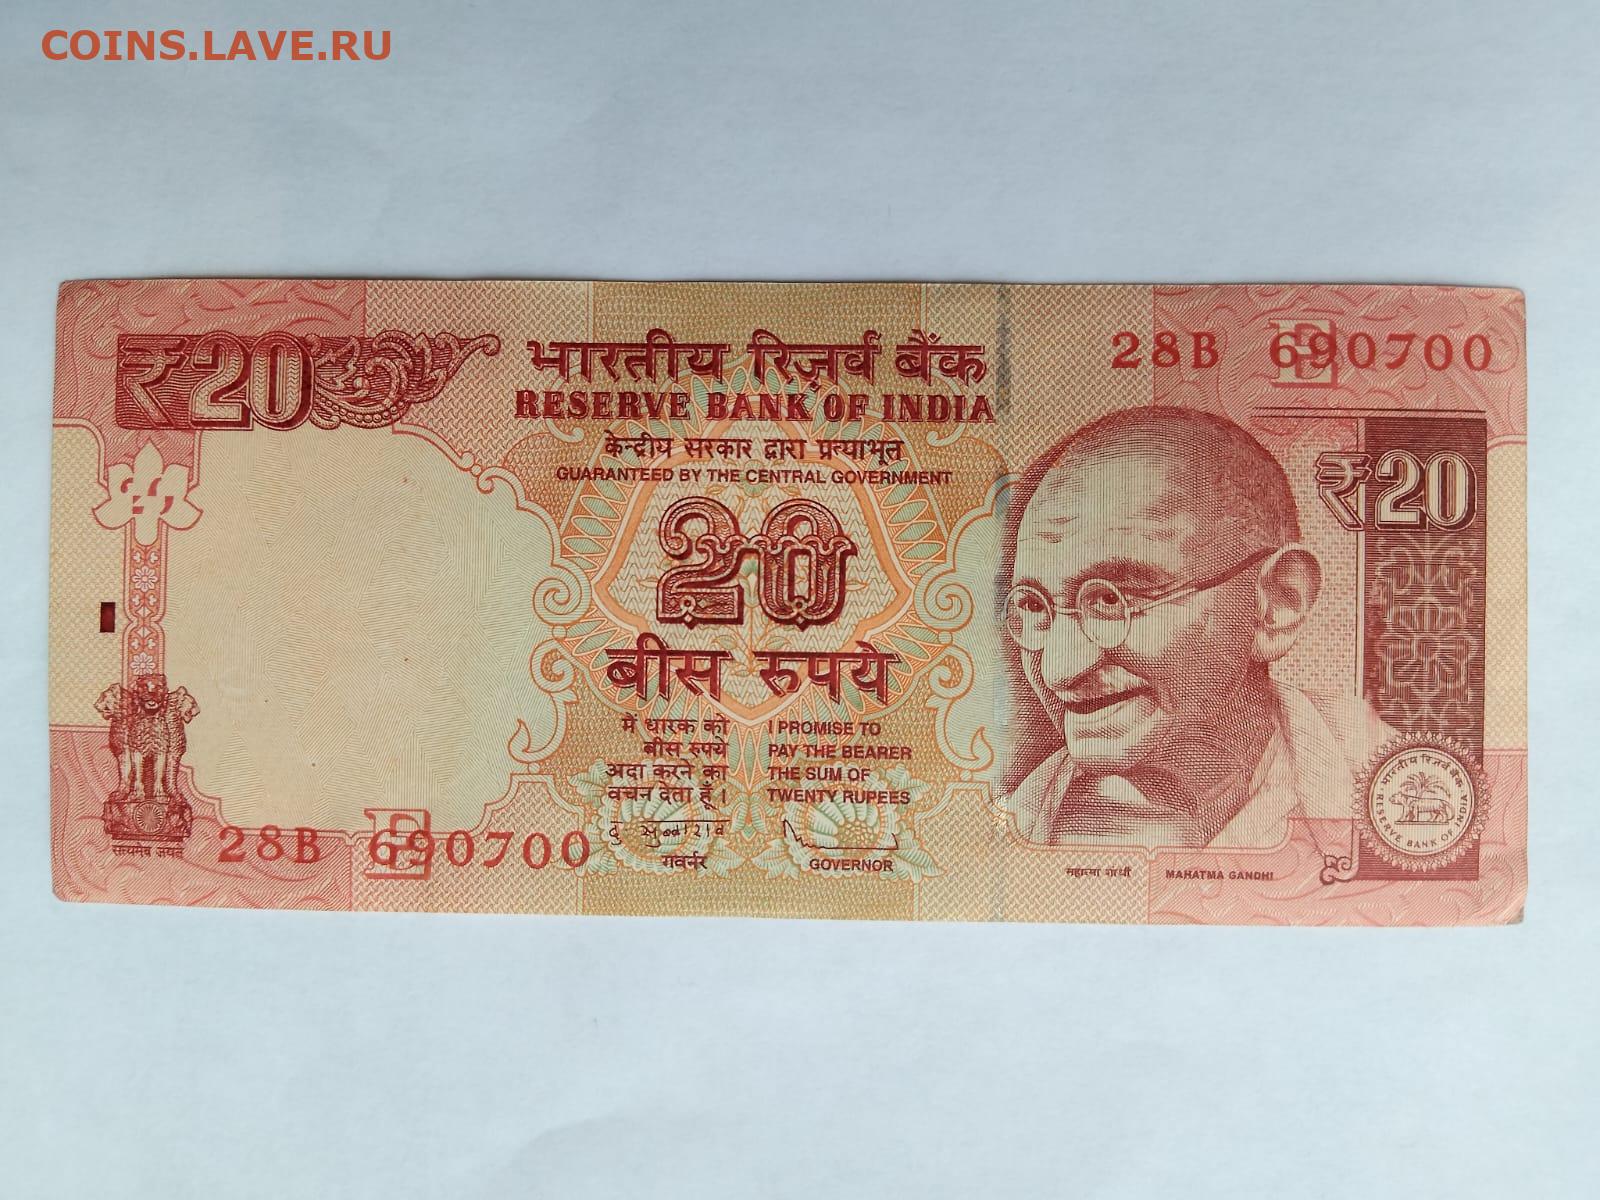 COINS.LAVE.RU
₹20
भारतीय रिज़र्व बैंक
RESERVE BANK OF INDIA
केन्द्रीय सरकार द्वारा प्रत्याभूत
GUARANTEED BY THE CENTRAL GOVERNMENT
28B 690700
E
₹20
20
20
बीस रुपये
मैं धारक को
बीस रुपये
अदा करने का
वचन देता हूँ।
I PROMISE TO
PAY THE BEARER
THE SUM OF
TWENTY RUPEES
गवर्नर
GOVERNOR
सत्यमेव जयते
28B 690700
E
महात्मा गांधी
MAHATMA GANDHI
भारतीय रिज़र्व बैंक
RESERVE BANK OF INDIA